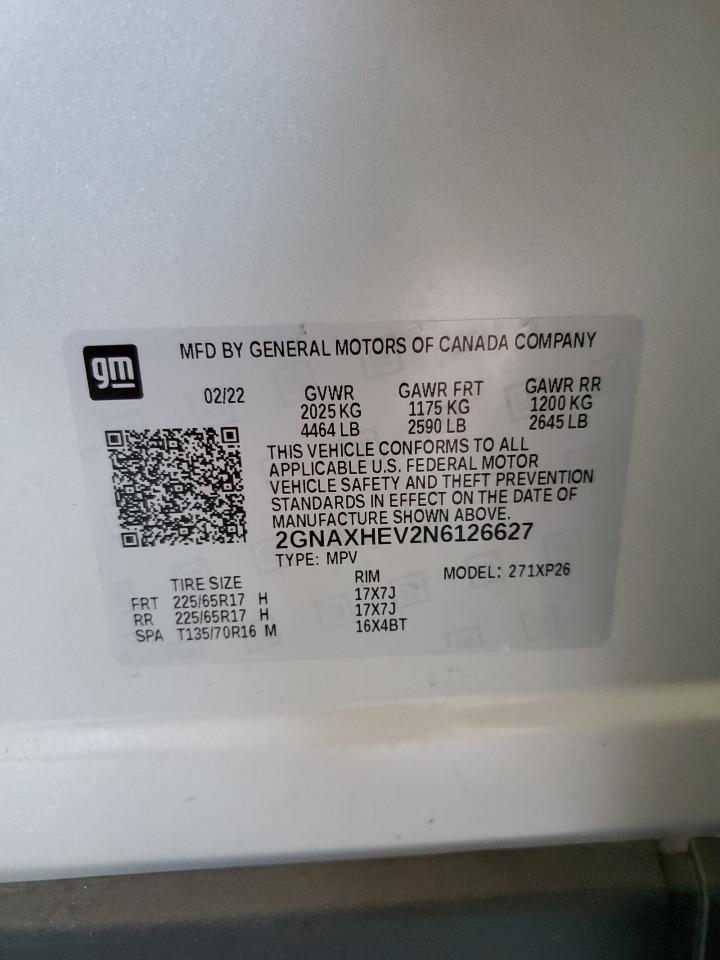 gm
MFD BY GENERAL MOTORS OF CANADA COMPANY
02/22 GVWR GAWR FRT GAWR RR
2025 KG 1175 KG 1200 KG
4464 LB 2590 LB 2645 LB
THIS VEHICLE CONFORMS TO ALL
APPLICABLE U.S. FEDERAL MOTOR
VEHICLE SAFETY AND THEFT PREVENTION
STANDARDS IN EFFECT ON THE DATE OF
MANUFACTURE SHOWN ABOVE.
2GNAXHEV2N6126627
TYPE: MPV MODEL: 271XP26
TIRE SIZE RIM
FRT 225/65R17 H 17X7J
RR 225/65R17 H 17X7J
SPA T135/70R16 M 16X4BT